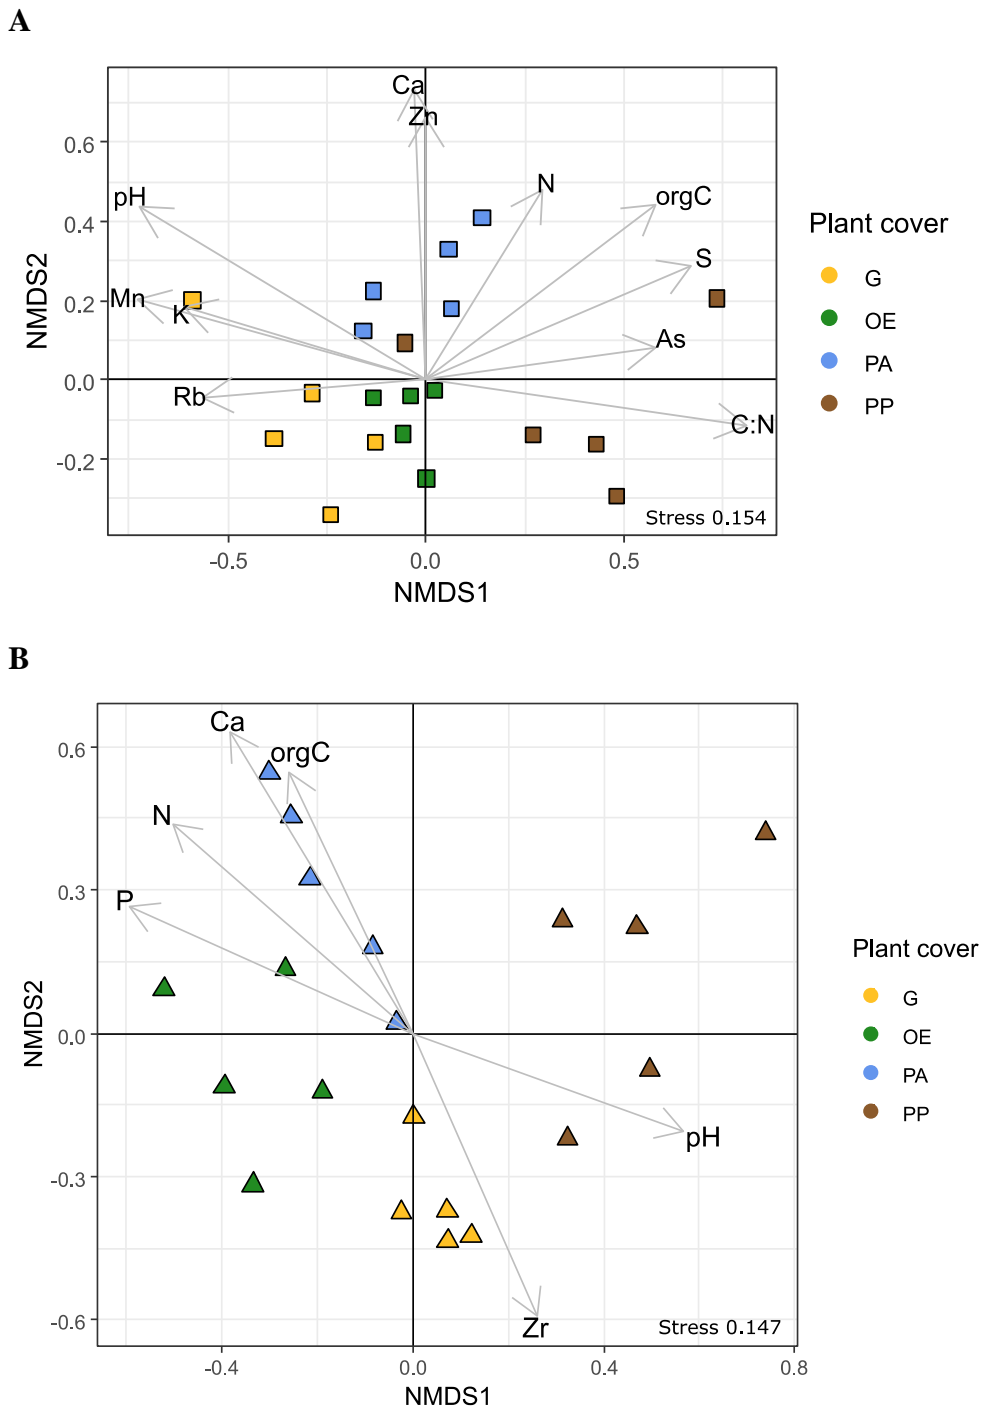 A
Ca
Zn
0.6
N
pH
orgC
0.4
Plant cover
S
G
NMDS2
Mn
0.2
K
OE
As
PA
0.0
Rb
PP
C:N
-0.2
Stress 0.154
-0.5
0.0
0.5
NMDS1
B
Ca
orgC
0.6
N
P
0.3
Plant cover
G
NMDS2
0.0
OE
PA
PP
pH
-0.3
Zr
Stress 0.147
-0.6
-0.4
0.0
0.4
0.8
NMDS1